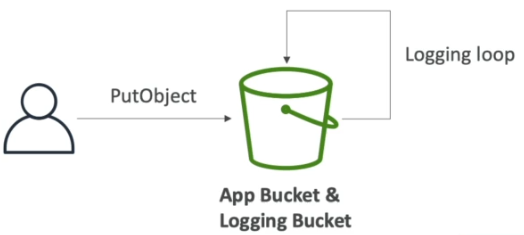 Logging loop
PutObject
App Bucket &
Logging Bucket